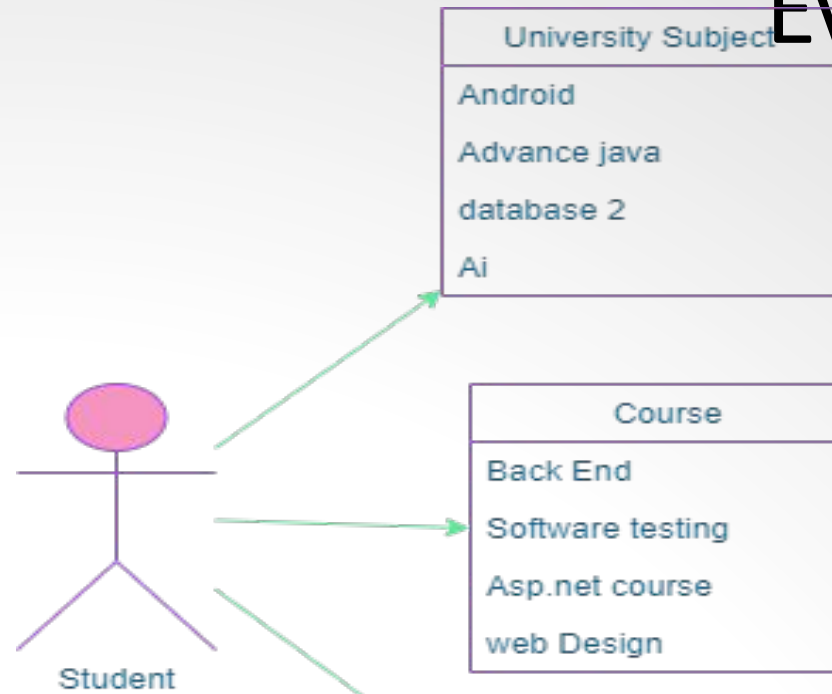 University Subject
Android
Advance java
database 2
Ai
Course
Back End
Software testing
Asp.net course
web Design
Student